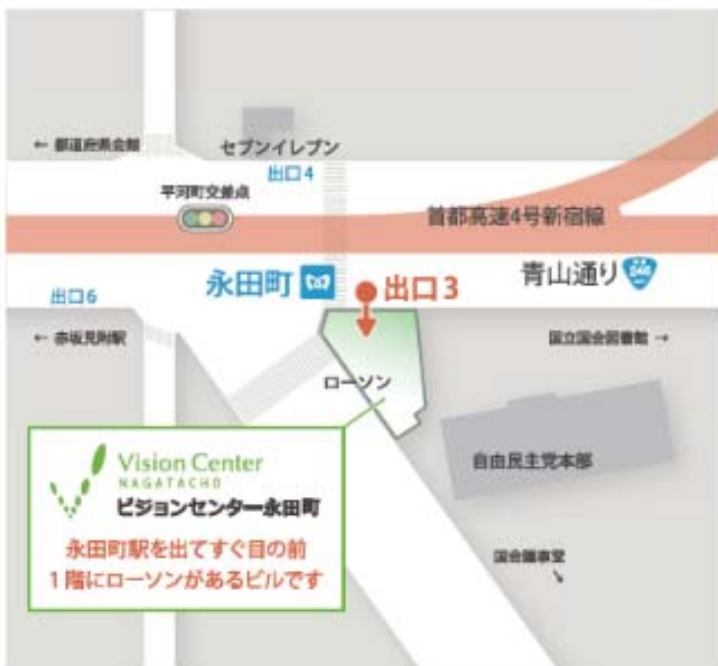 ← 都道府県会館
セブンイレブン
出口4
平河町交差点
首都高速4号新宿線
永田町
出口3
青山通り
246
出口6
← 赤坂見附駅
国立国会図書館 →
ローソン
自由民主党本部
Vision Center
NAGATACHO
ビジョンセンター永田町
永田町駅を出てすぐ目の前
1階にローソンがあるビルです
国会議事堂
↘